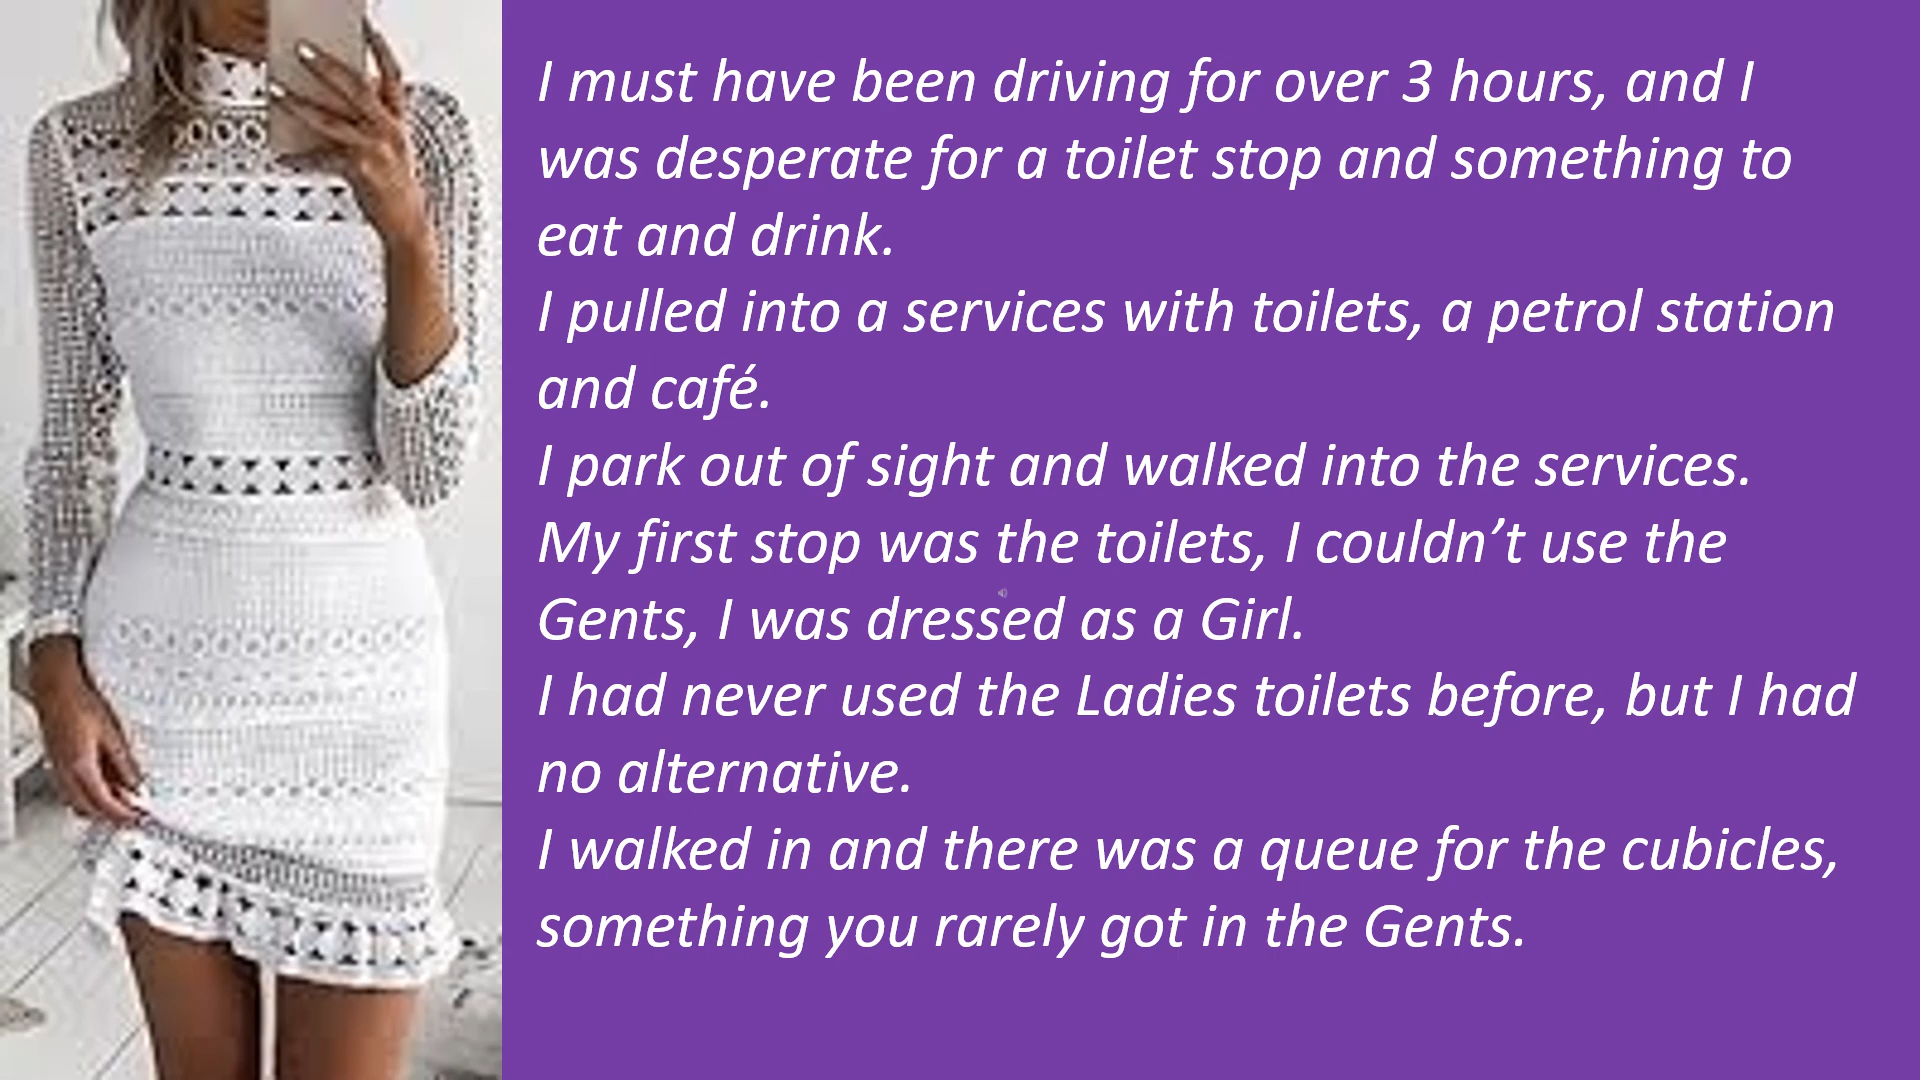 I must have been driving for over 3 hours, and I
was desperate for a toilet stop and something to
eat and drink.
I pulled into a services with toilets, a petrol station
and café.
I park out of sight and walked into the services.
My first stop was the toilets, I couldn’t use the
Gents, I was dressed as a Girl.
I had never used the Ladies toilets before, but I had
no alternative.
I walked in and there was a queue for the cubicles,
something you rarely got in the Gents.